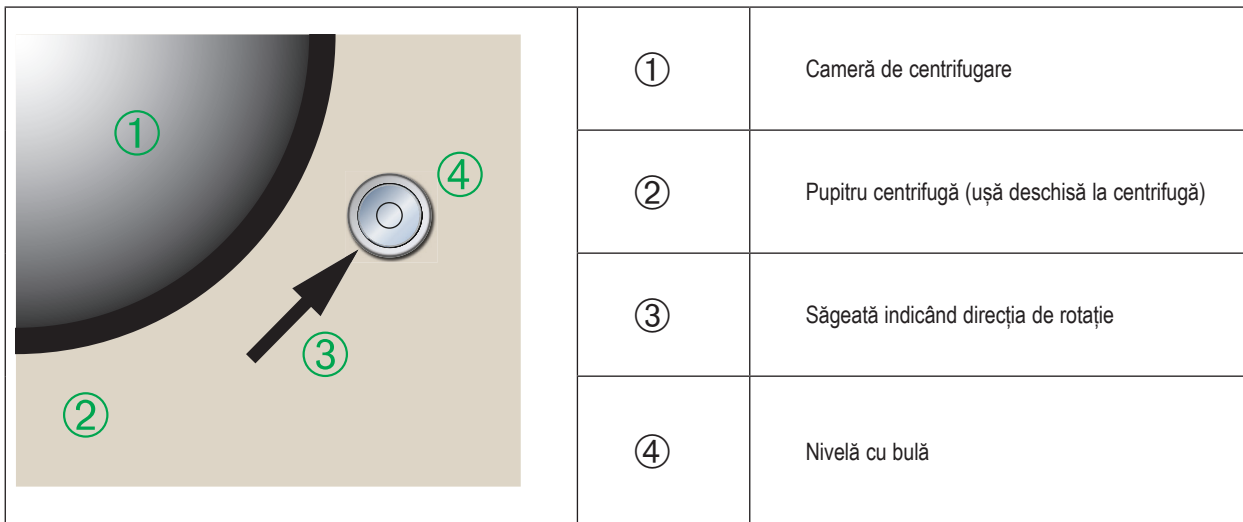 ①
④
③
②
① Cameră de centrifugare
② Pupitru centrifugă (ușă deschisă la centrifugă)
③ Săgeată indicând direcția de rotație
④ Nivelă cu bulă